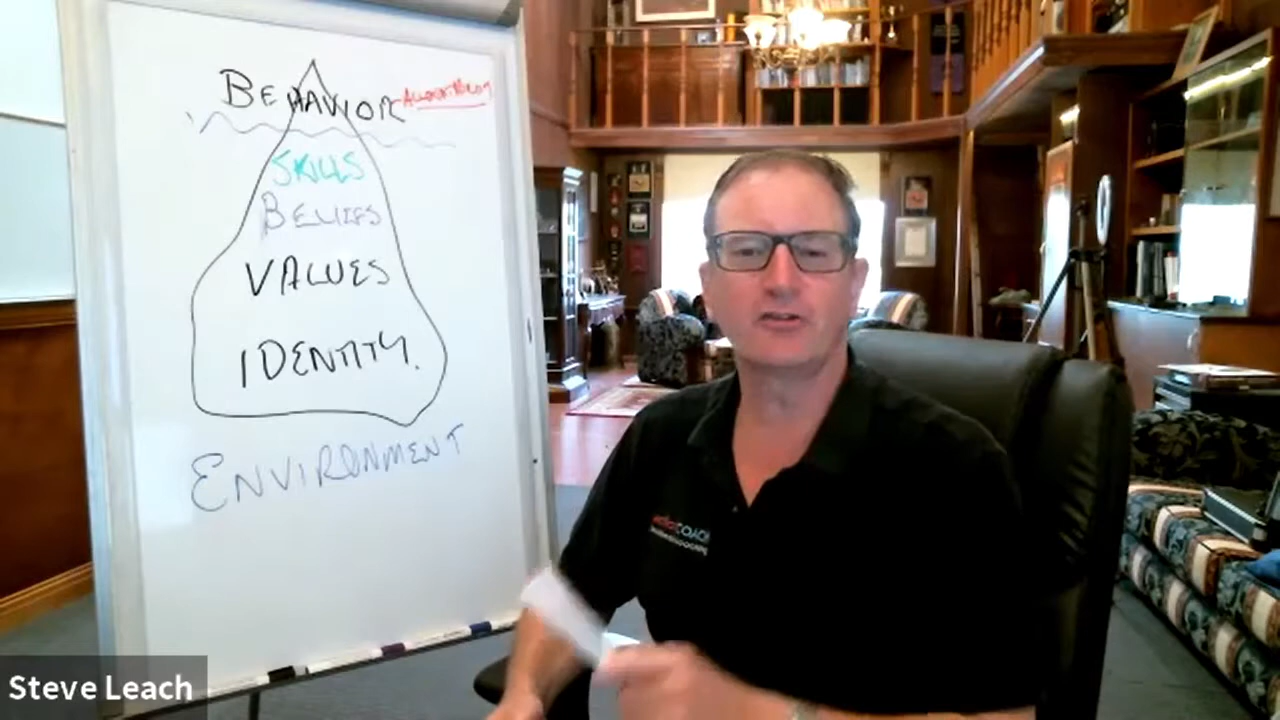 BEHAVIOR
SKILLS
BELIEFS
VALUES
IDENTITY.
ENVIRONMENT
Steve Leach